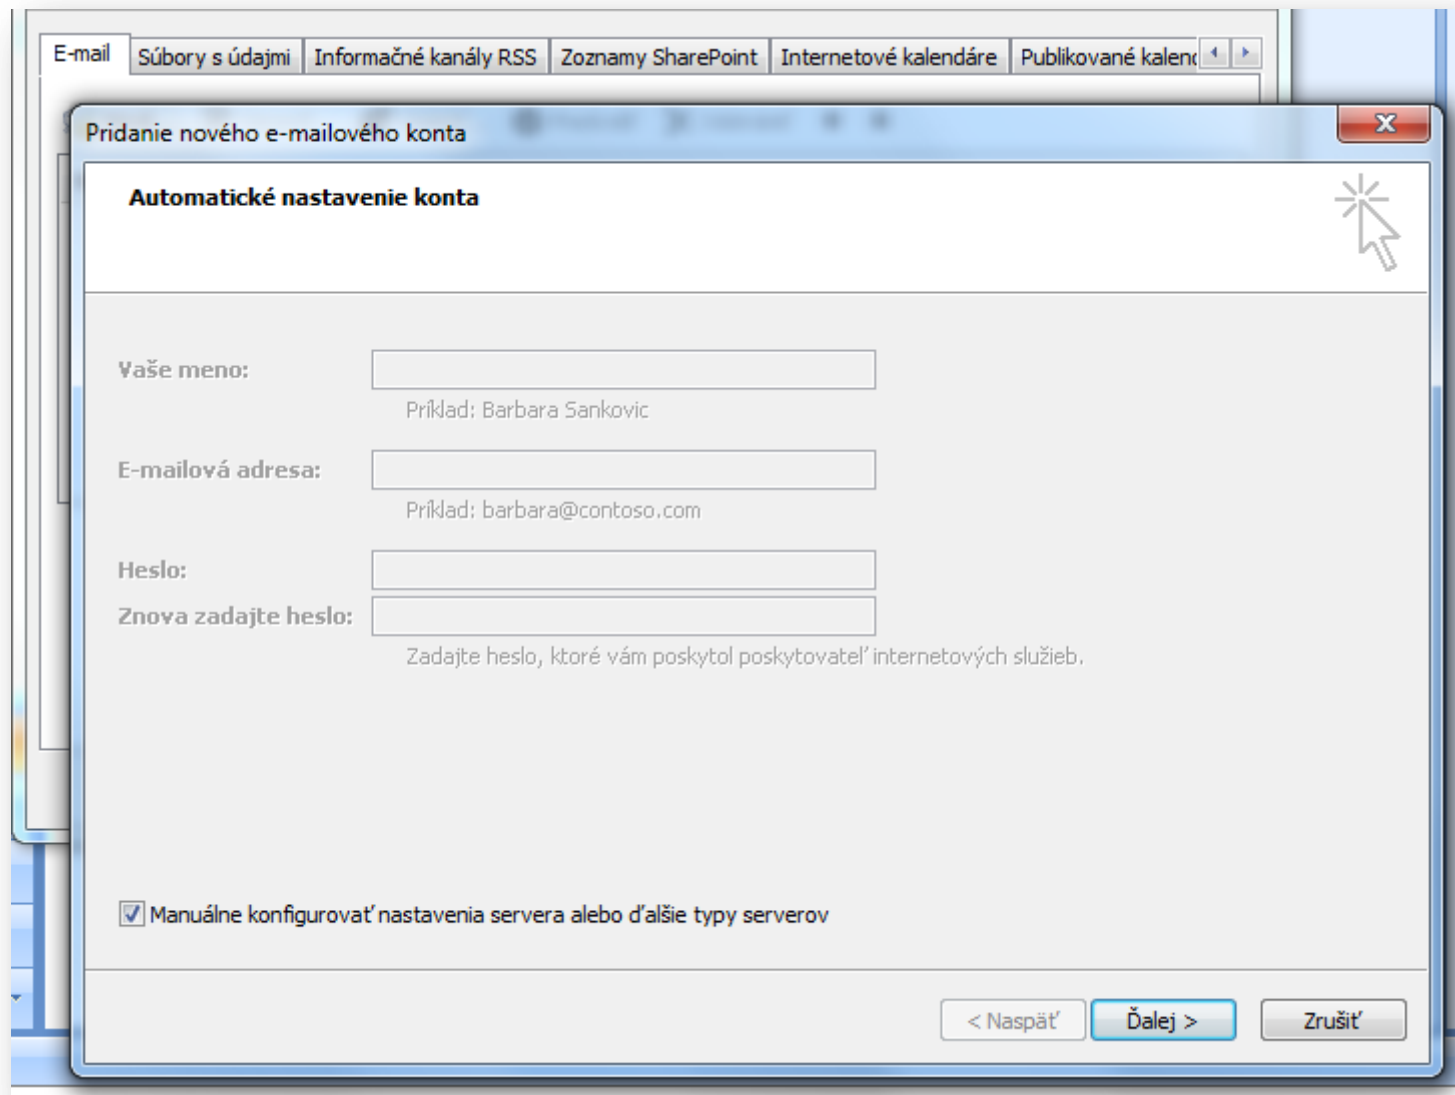 E-mail Súbory s údajmi Informačné kanály RSS Zoznamy SharePoint Internetové kalendáre Publikované kalend
Pridanie nového e-mailového konta
Automatické nastavenie konta
Vaše meno:
Príklad: Barbara Sankovic
E-mailová adresa:
Príklad: barbara@contoso.com
Heslo:
Znova zadajte heslo:
Zadajte heslo, ktoré vám poskytol poskytovateľ internetových služieb.
Manuálne konfigurovať nastavenia servera alebo ďalšie typy serverov
< Naspäť Ďalej > Zrušiť